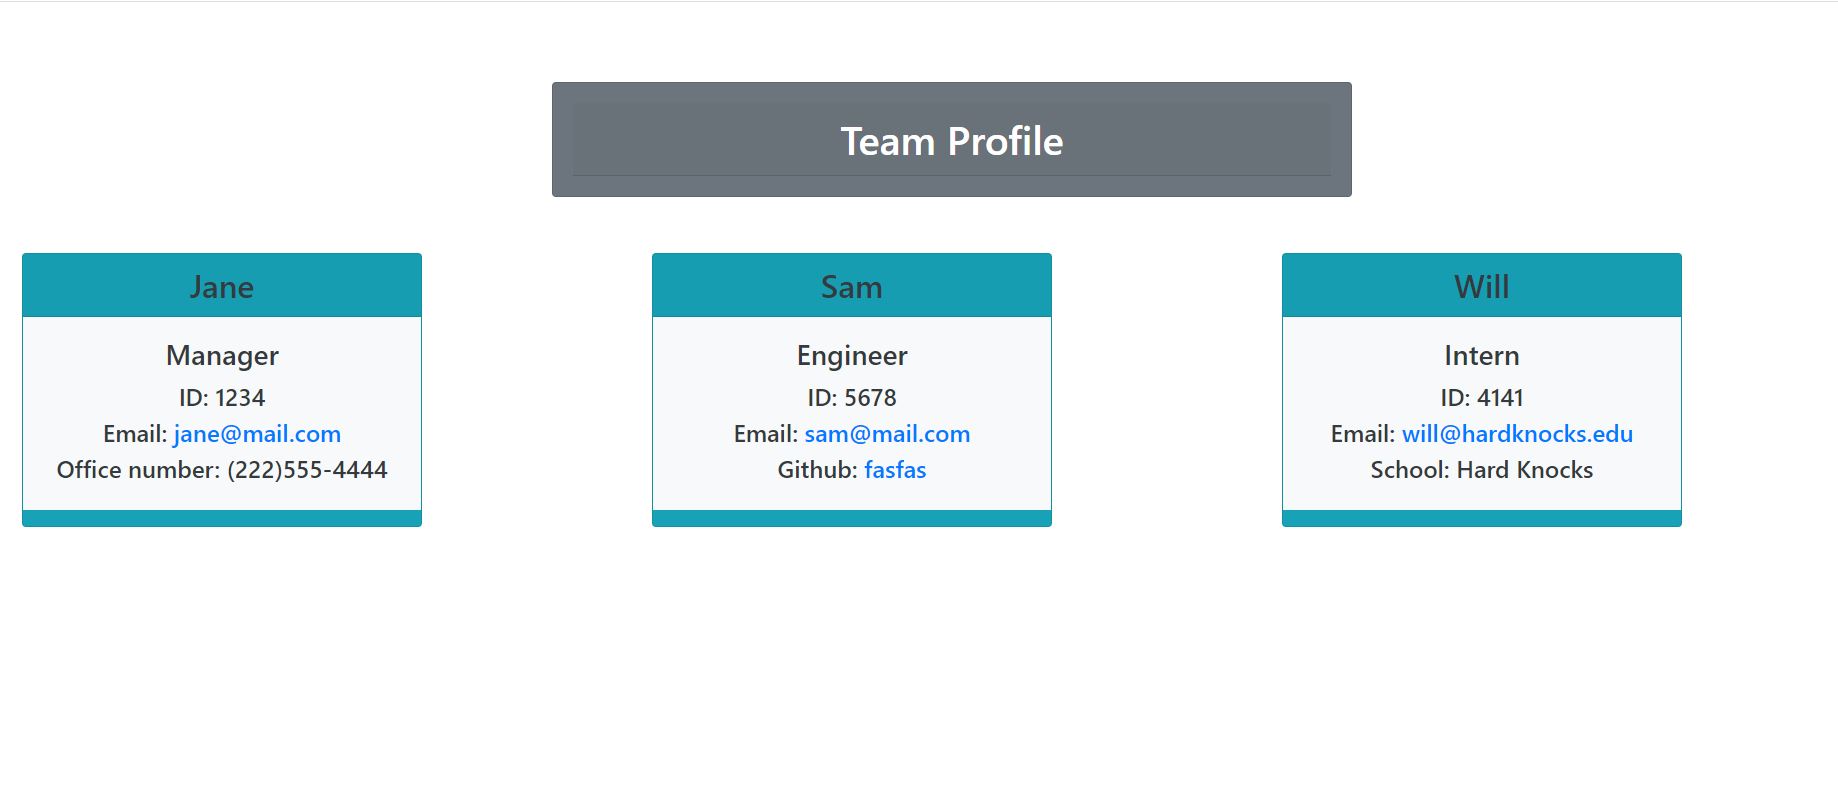 Team Profile
Jane
Manager
ID: 1234
Email: jane@mail.com
Office number: (222)555-4444
Sam
Engineer
ID: 5678
Email: sam@mail.com
Github: fasfas
Will
Intern
ID: 4141
Email: will@hardknocks.edu
School: Hard Knocks